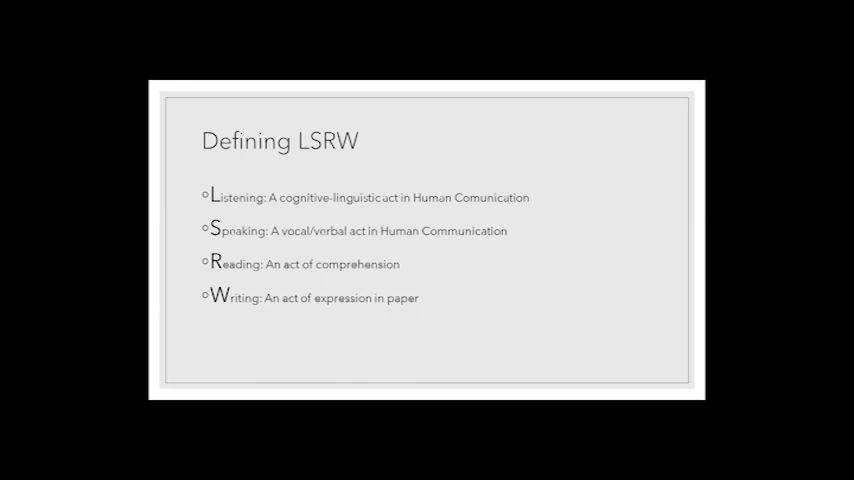 Defining LSRW
Listening: A cognitive-linguistic act in Human Comunication
Speaking: A vocal/verbal act in Human Communication
Reading: An act of comprehension
Writing: An act of expression in paper